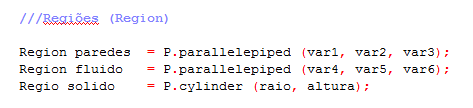 ///Regiões (Region)
Region paredes = P.parallelepiped (var1, var2, var3);
Region fluido = P.parallelepiped (var4, var5, var6);
Regio solido = P.cylinder (raio, altura);